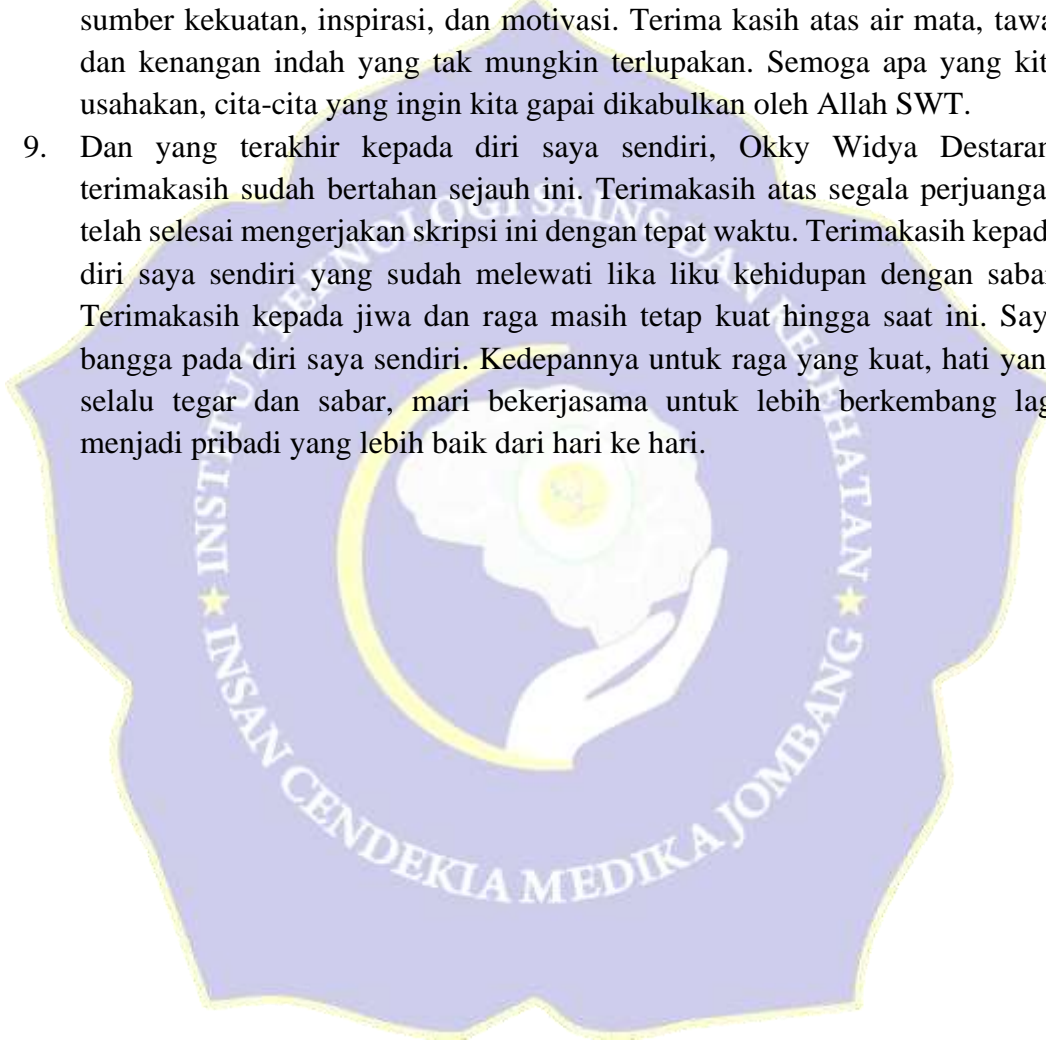 sumber kekuatan, inspirasi, dan motivasi. Terima kasih atas air mata, tawa
dan kenangan indah yang tak mungkin terlupakan. Semoga apa yang kit
usahakan, cita-cita yang ingin kita gapai dikabulkan oleh Allah SWT.
9. Dan yang terakhir kepada diri saya sendiri, Okky Widya Destaran
terimakasih sudah bertahan sejauh ini. Terimakasih atas segala perjuanga
telah selesai mengerjakan skripsi ini dengan tepat waktu. Terimakasih kepad
diri saya sendiri yang sudah melewati lika liku kehidupan dengan sabar
Terimakasih kepada jiwa dan raga masih tetap kuat hingga saat ini. Say
bangga pada diri saya sendiri. Kedepannya untuk raga yang kuat, hati yan
selalu tegar dan sabar, mari bekerjasama untuk lebih berkembang lag
menjadi pribadi yang lebih baik dari hari ke hari.
INSTITUT TEKNOLOGI SAINS DAN KESEHATAN
INSAN CENDEKIA MEDIKA JOMBANG